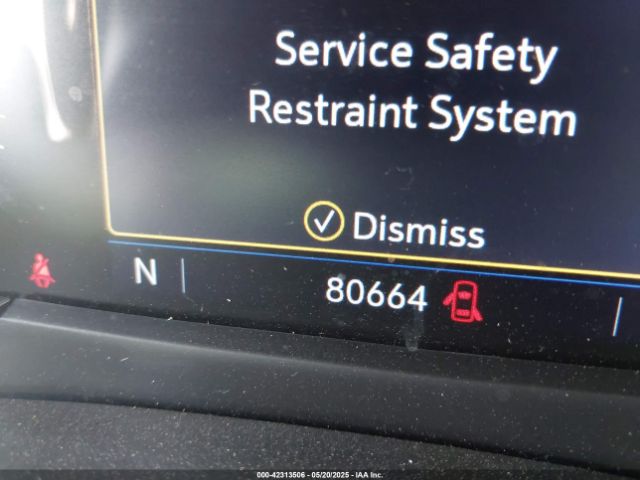 Service Safety
Restraint System
Dismiss
N
80664
000-42313506 - 05/20/2025 - IAA Inc.